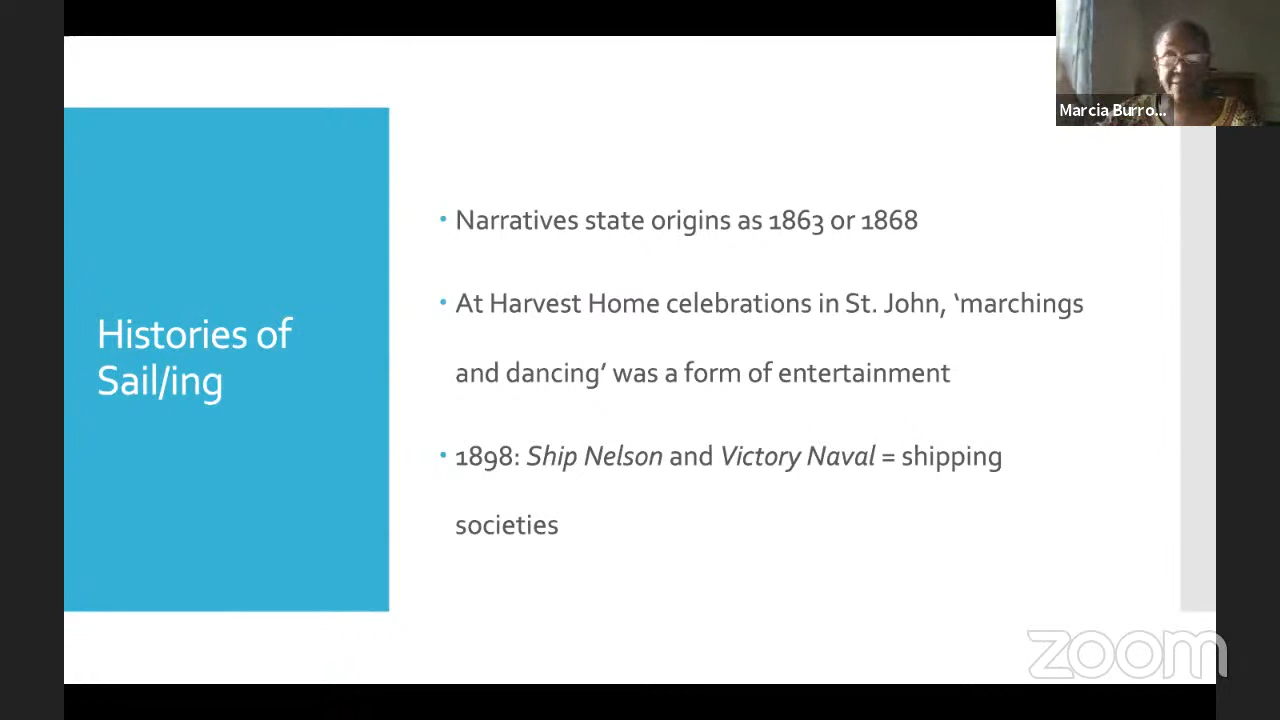 Marcia Burro...
Histories of
Sail/ing
• Narratives state origins as 1863 or 1868
• At Harvest Home celebrations in St. John, ‘marchings
and dancing’ was a form of entertainment
• 1898: Ship Nelson and Victory Naval = shipping
societies
zoom